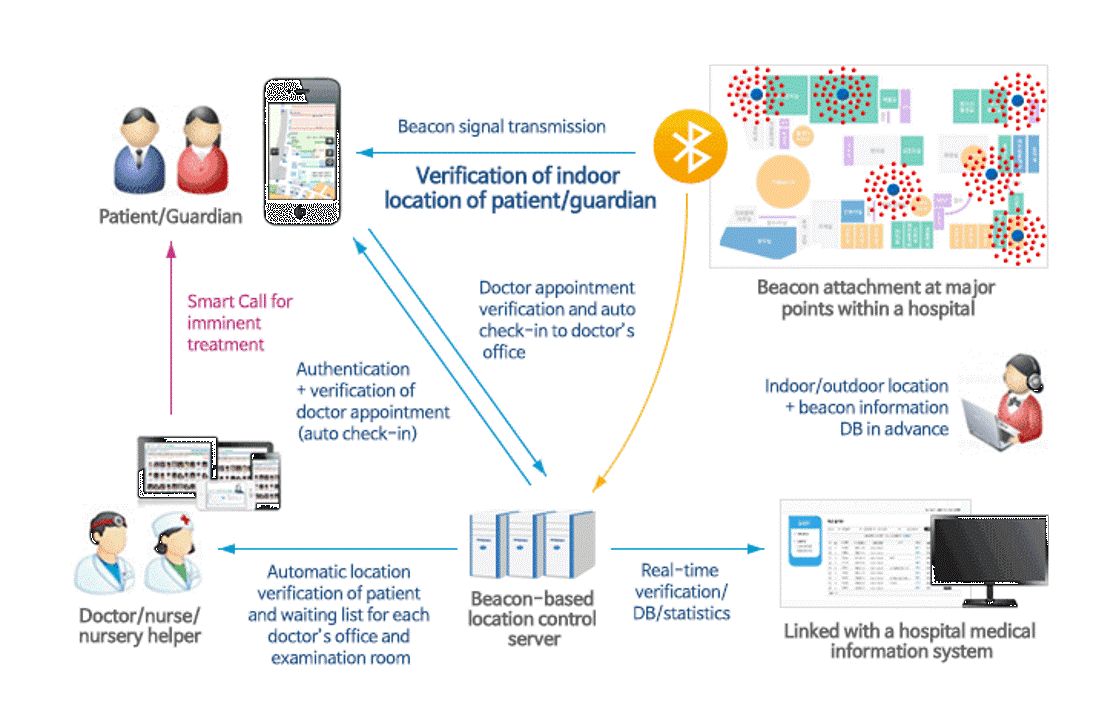 Beacon signal transmission
Verification of indoor
location of patient/guardian
Patient/Guardian
Beacon attachment at major
points within a hospital
Smart Call for
imminent
treatment
Doctor appointment
verification and auto
check-in to doctor's
office
Authentication
+ verification of
doctor appointment
(auto check-in)
Indoor/outdoor location
+ beacon information
DB in advance
Doctor/nurse/
nursery helper
Automatic location
verification of patient
and waiting list for each
doctor's office and
examination room
Beacon-based
location control
server
Real-time
verification/
DB/statistics
Linked with a hospital medical
information system